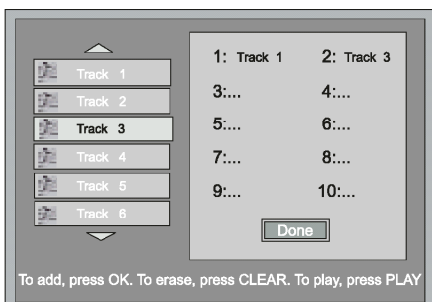 Track 1
Track 2
Track 3
Track 4
Track 5
Track 6
1: Track 1 2: Track 3
3:... 4:...
5:... 6:...
7:... 8:...
9:... 10:...
Done
To add, press OK. To erase, press CLEAR. To play, press PLAY